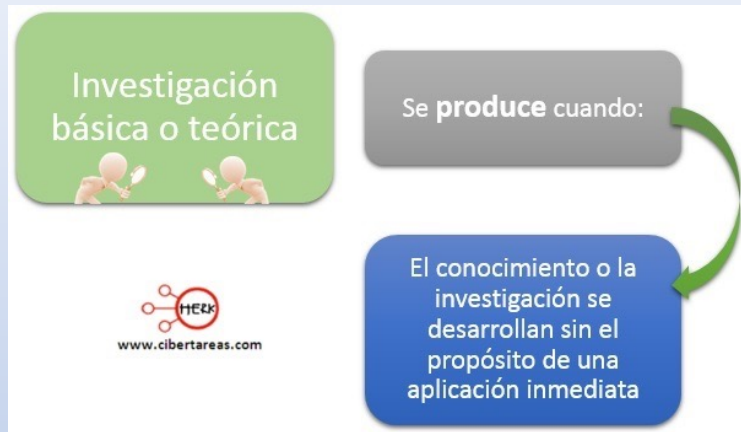 Investigación
básica o teórica
Se produce cuando:
El conocimiento o la
investigación se
desarrollan sin el
propósito de una
aplicación inmediata
HERK
www.cibertareas.com